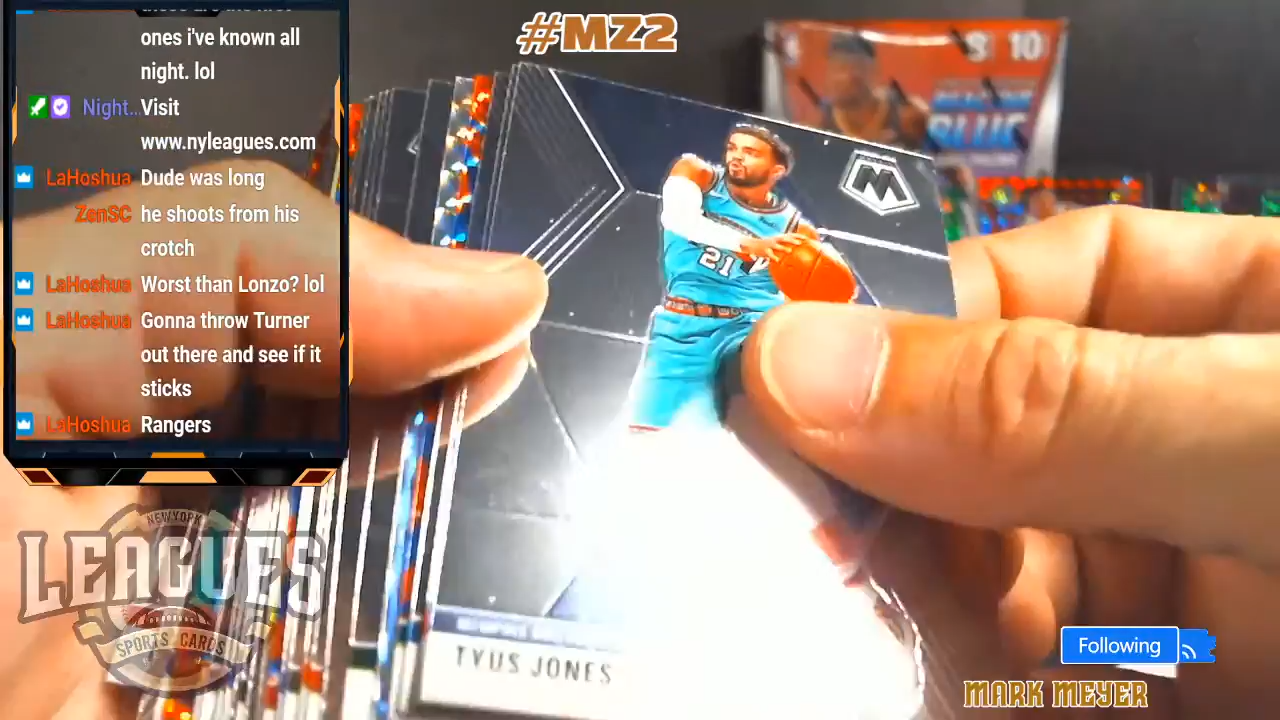 #MZ2
ones i've known all
night. lol
Night... Visit
www.nyleagues.com
LaHoshua Dude was long
ZenSC he shoots from his
crotch
LaHoshua Worst than Lonzo? lol
LaHoshua Gonna throw Turner
out there and see if it
sticks
LaHoshua Rangers
10
BLUE
21
TYUS JONES
NEW YORK
LEAGUES
SPORTS CARDS
Following
MARK MEYER